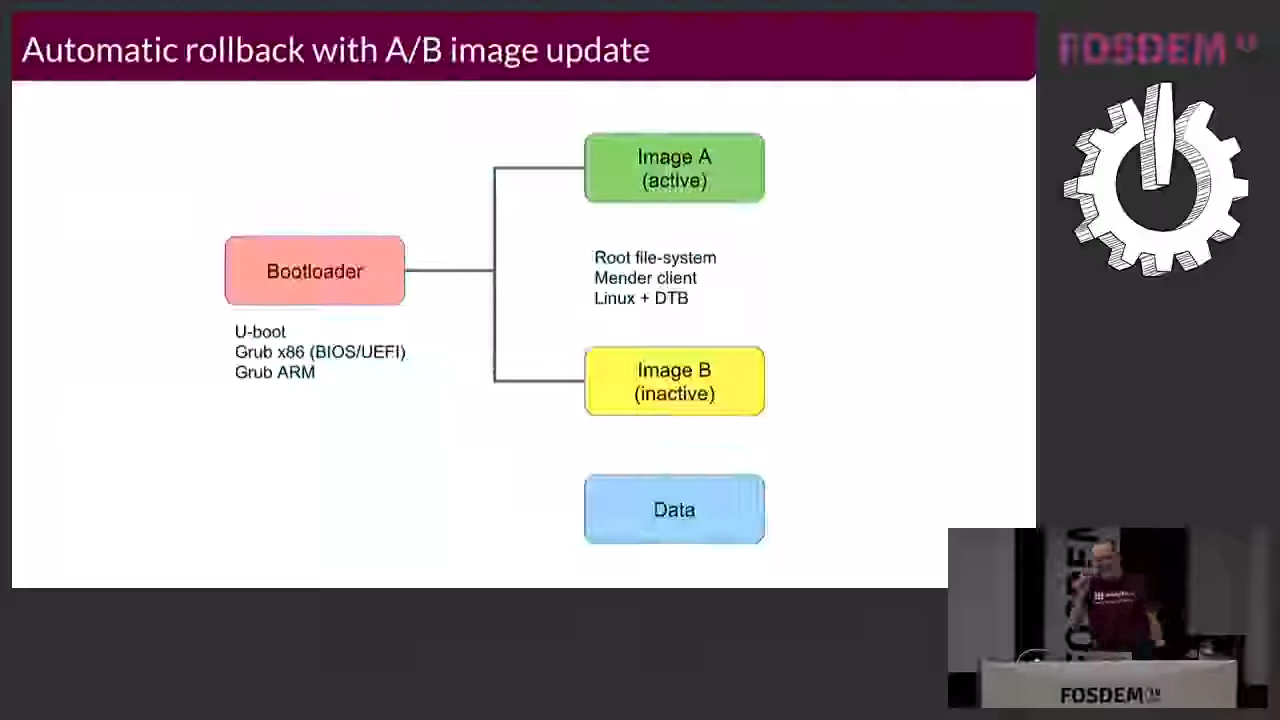 Automatic rollback with A/B image update
FOSDEM
Image A
(active)
Bootloader
Root file-system
Mender client
Linux + DTB
U-boot
Grub x86 (BIOS/UEFI)
Grub ARM
Image B
(inactive)
Data
FOSDEM